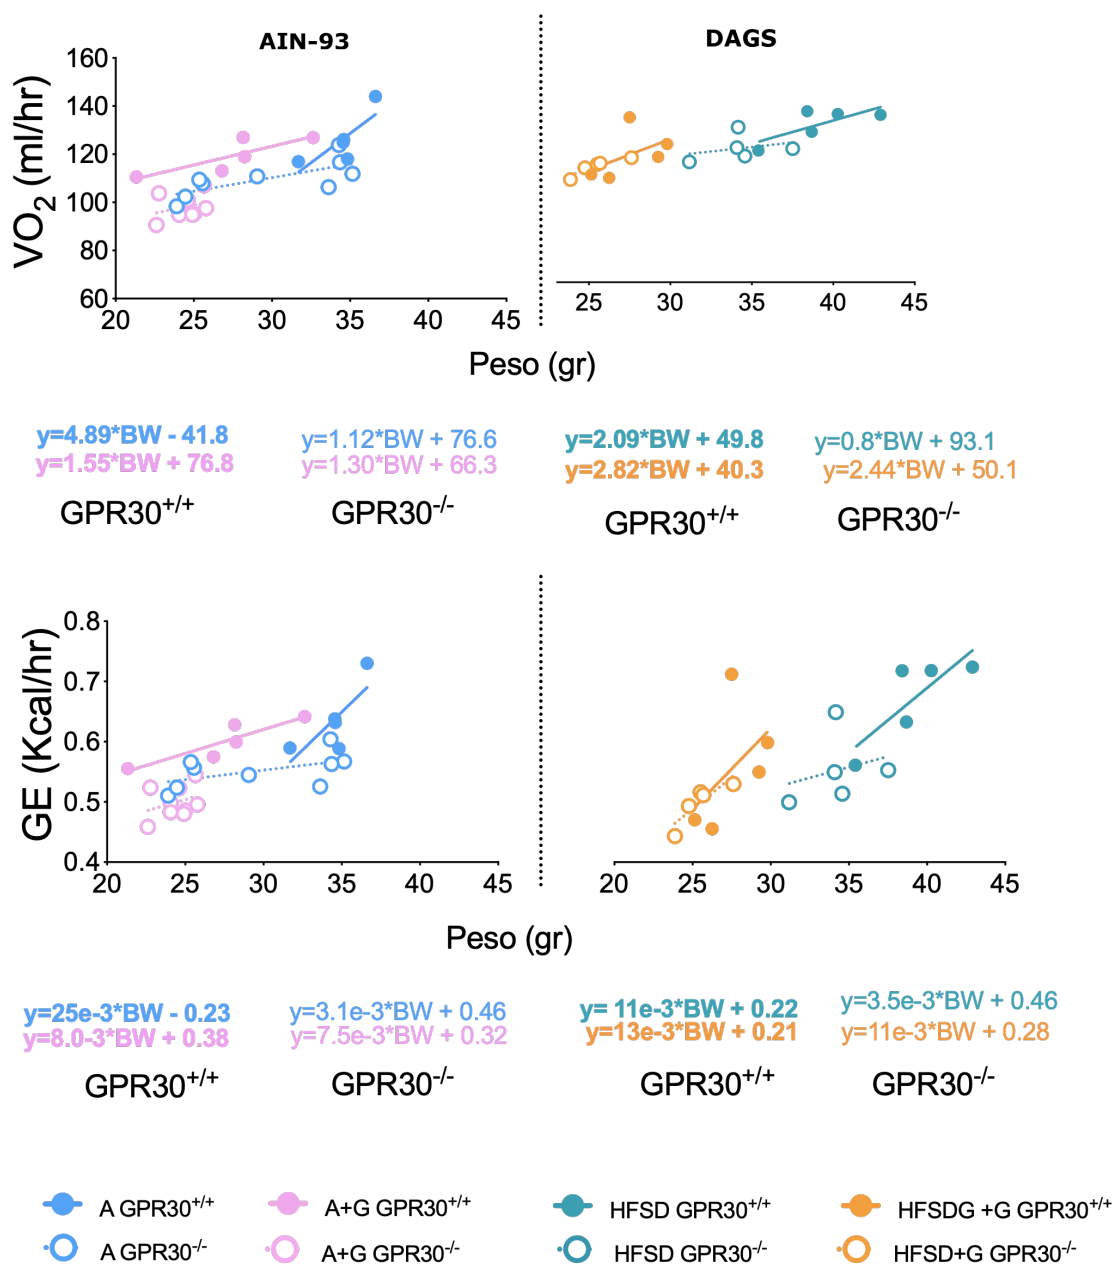 AIN-93
DAGS
VO2 (ml/hr)
160
140
120
100
80
60
20 25 30 35 40 45
25 30 35 40 45
Peso (gr)
y=4.89*BW - 41.8
y=1.55*BW + 76.8
GPR30+/+
y=1.12*BW + 76.6
y=1.30*BW + 66.3
GPR30-/-
y=2.09*BW + 49.8
y=2.82*BW + 40.3
GPR30+/+
y=0.8*BW + 93.1
y=2.44*BW + 50.1
GPR30-/-
GE (Kcal/hr)
0.8
0.7
0.6
0.5
0.4
20 25 30 35 40 45
20 25 30 35 40 45
Peso (gr)
y=25e-3*BW - 0.23
y=8.0-3*BW + 0.38
GPR30+/+
y=3.1e-3*BW + 0.46
y=7.5e-3*BW + 0.32
GPR30-/-
y= 11e-3*BW + 0.22
y=13e-3*BW + 0.21
GPR30+/+
y=3.5e-3*BW + 0.46
y=11e-3*BW + 0.28
GPR30-/-
A GPR30+/+
A GPR30-/-
A+G GPR30+/+
A+G GPR30-/-
HFSD GPR30+/+
HFSD GPR30-/-
HFSDG +G GPR30+/+
HFSD+G GPR30-/-